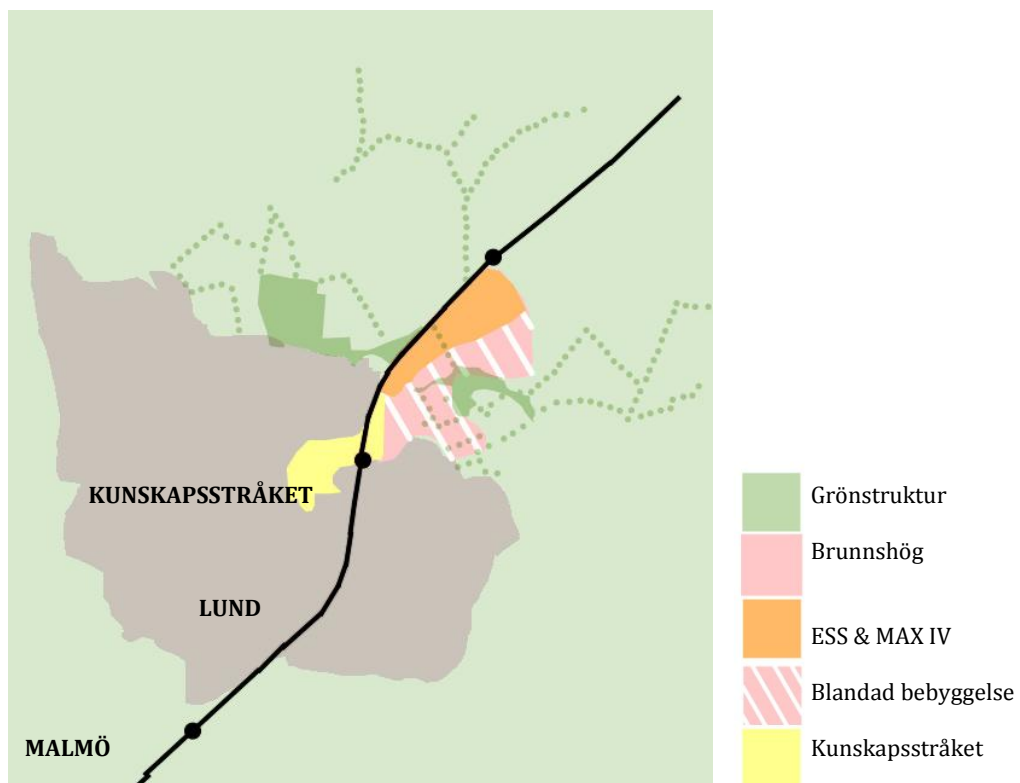 KUNSKAPSSTRÅKET
LUND
MALMÖ
Grönstruktur
Brunnshög
ESS & MAX IV
Blandad bebyggelse
Kunskapsstråket